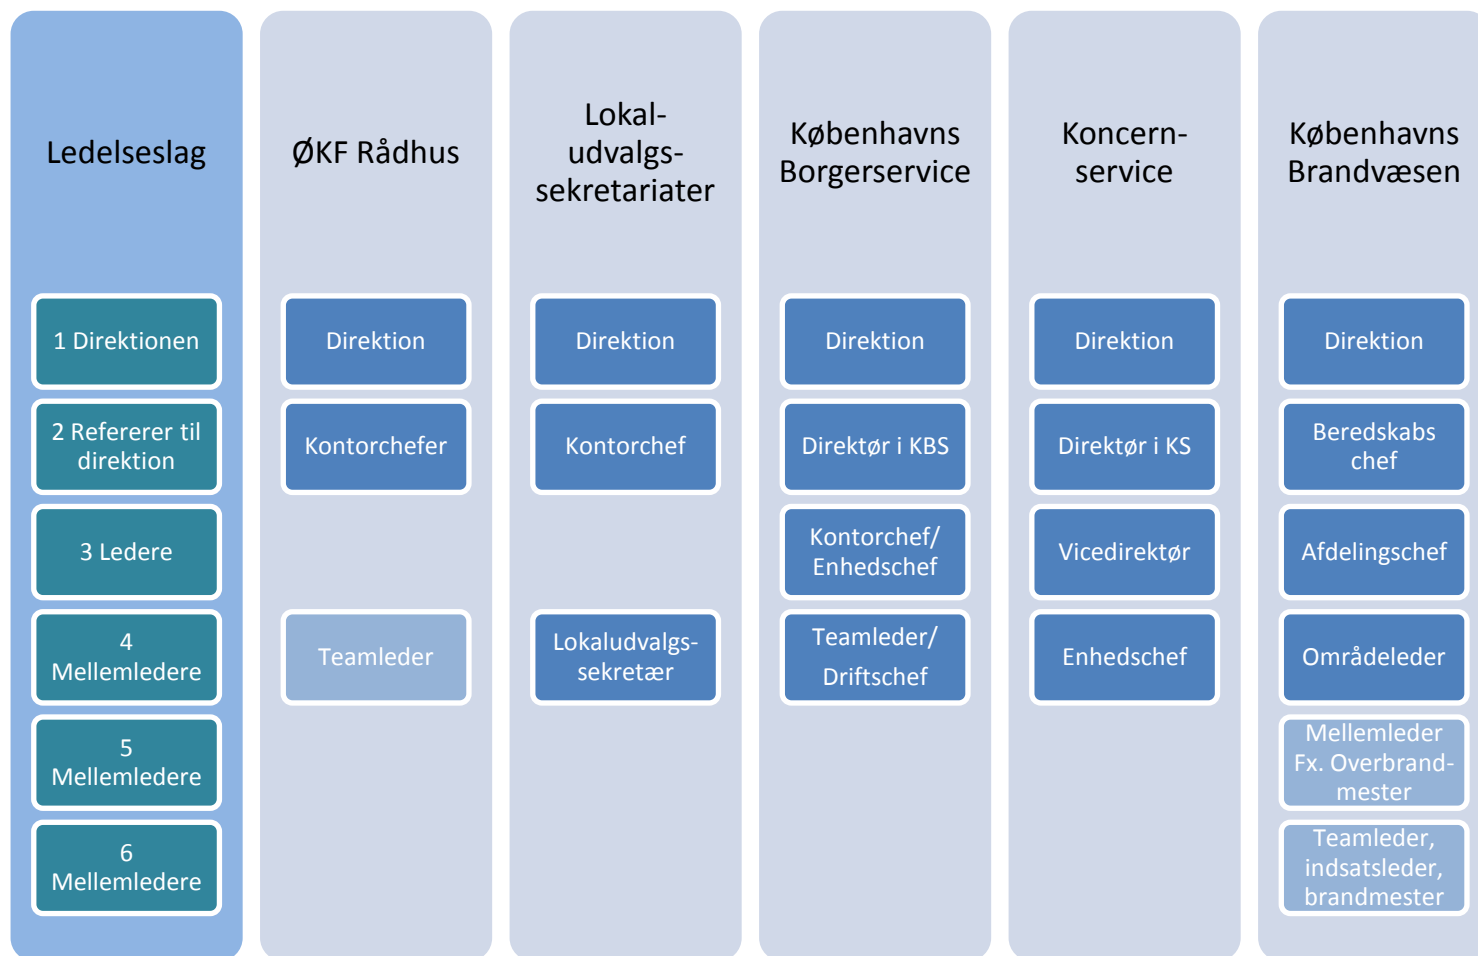 Ledelseslag
ØKF Rådhus
Lokal-
udvalgs-
sekretariater
Københavns
Borgerservice
Koncern-
service
Københavns
Brandvæsen
1 Direktionen
Direktion
Direktion
Direktion
Direktion
Direktion
2 Refererer til
direktion
Kontorchefer
Kontorchef
Direktør i KBS
Direktør i KS
Beredskabs
chef
3 Ledere
Kontorchef/
Enhedschef
Vicedirektør
Afdelingschef
4
Mellemledere
Teamleder
Lokaludvalgs-
sekretær
Teamleder/
Driftschef
Enhedschef
Områdeleder
5
Mellemledere
Mellemleder
Fx. Overbrand-
mester
6
Mellemledere
Teamleder,
indsatsleder,
brandmester